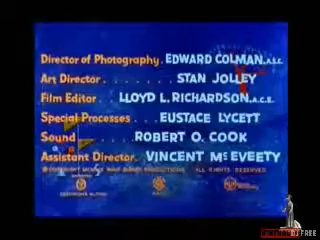 Director of Photography. EDWARD COLMAN. A.S.C.
Art Director . . . . . . . STAN JOLLEY
Film Editor . . . LLOYD L. RICHARDSON. A.C.E.
Special Processes . . . EUSTACE LYCETT
Sound . . . . . ROBERT O. COOK
Assistant Director. VINCENT McEVEETY
ALL RIGHTS RESERVED